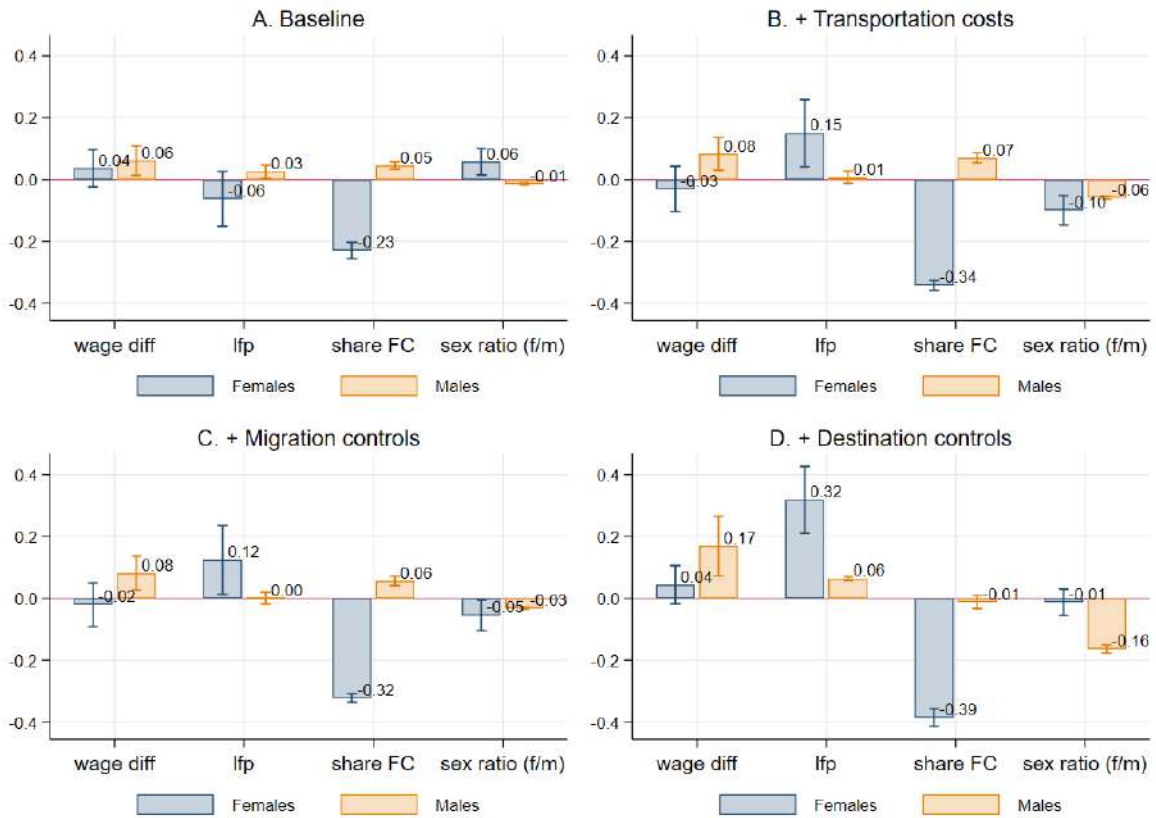 A. Baseline
0.4
0.2
0.0
-0.2
-0.4
0.04
0.06
-0.06
0.03
-0.23
0.05
0.06
-0.01
wage diff
lfp
share FC
sex ratio (f/m)
Females
Males
B. + Transportation costs
0.4
0.2
0.0
-0.2
-0.4
-0.03
0.08
0.15
0.01
-0.34
0.07
-0.10
-0.06
wage diff
lfp
share FC
sex ratio (f/m)
Females
Males
C. + Migration controls
0.4
0.2
0.0
-0.2
-0.4
-0.02
0.08
0.12
0.00
-0.32
0.06
-0.05
-0.03
wage diff
lfp
share FC
sex ratio (f/m)
Females
Males
D. + Destination controls
0.4
0.2
0.0
-0.2
-0.4
0.04
0.17
0.32
0.06
-0.39
-0.01
-0.01
-0.16
wage diff
lfp
share FC
sex ratio (f/m)
Females
Males